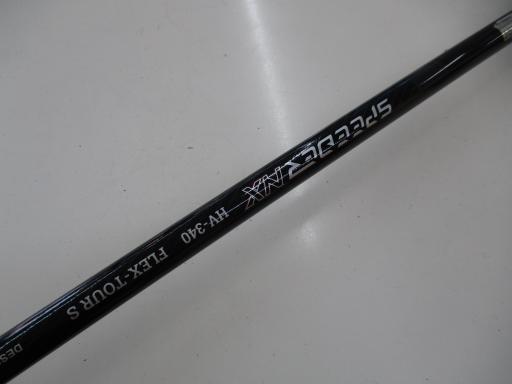 SPEEDER NX HV-340 FLEX-TOUR S